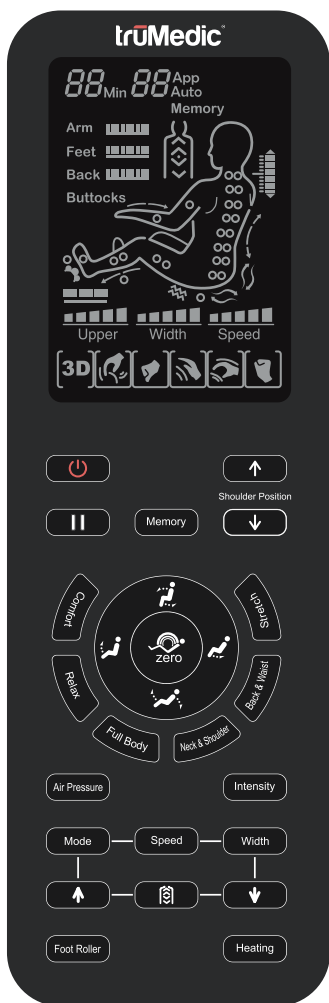 truMedic™
88Min 88App
Auto
Memory
Arm
Feet
Back
Buttocks
Upper Width Speed
3D
Shoulder Position
Memory
Comfort
Stretch
zero
Relax
Back & Waist
Full Body
Neck & Shoulder
Air Pressure
Intensity
Mode Speed Width
Foot Roller
Heating